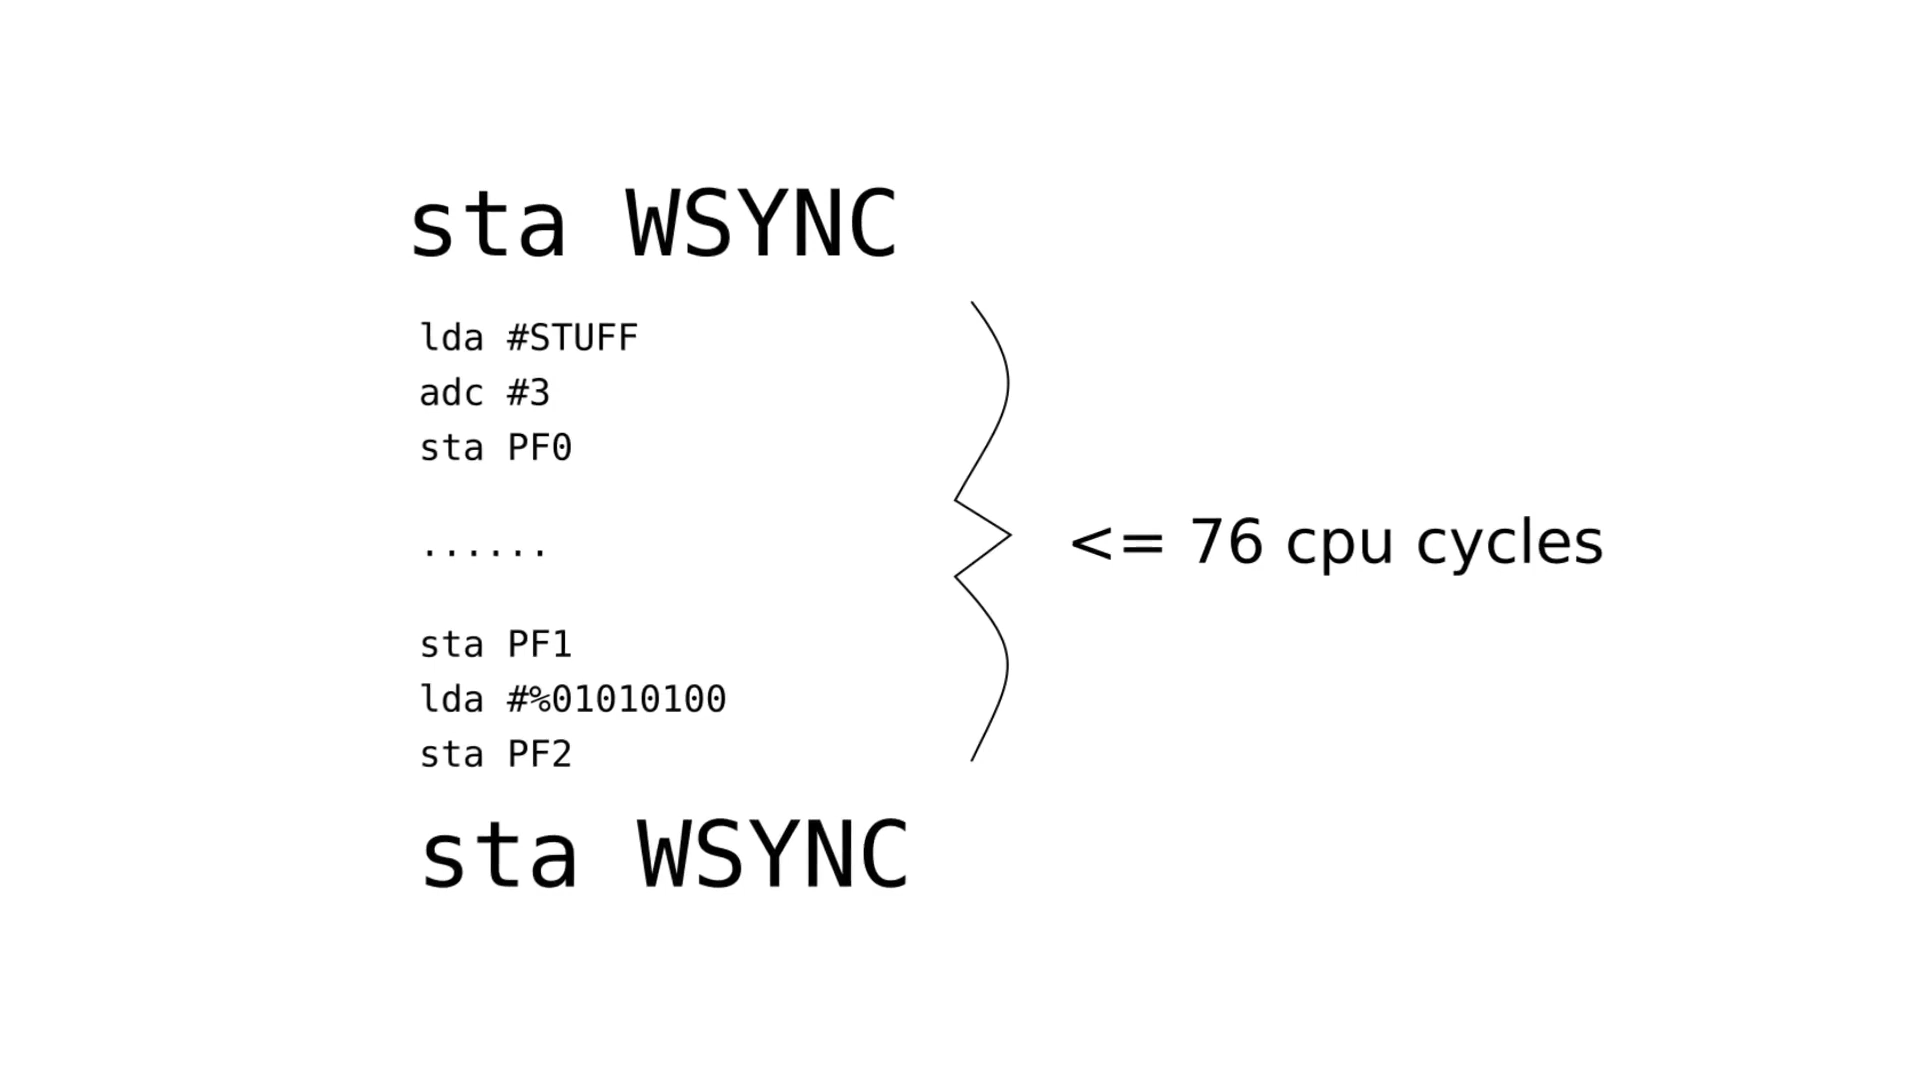 sta WSYNC
lda #STUFF
adc #3
sta PF0
......
<= 76 cpu cycles
sta PF1
lda #%01010100
sta PF2
sta WSYNC